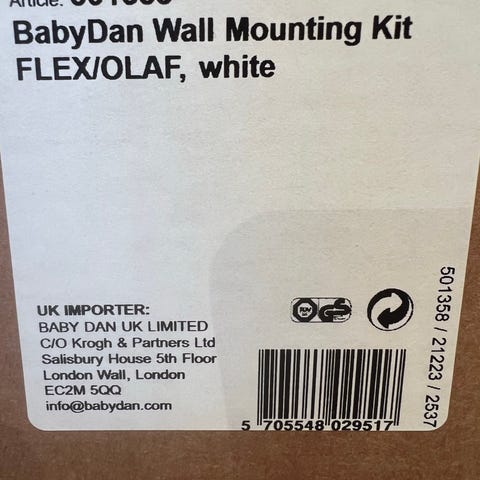 Article:
BabyDan Wall Mounting Kit
FLEX/OLAF, white
UK IMPORTER:
BABY DAN UK LIMITED
C/O Krogh & Partners Ltd
Salisbury House 5th Floor
London Wall, London
EC2M 5QQ
info@babydan.com
5 705548 029517
501358 / 21223 / 2537